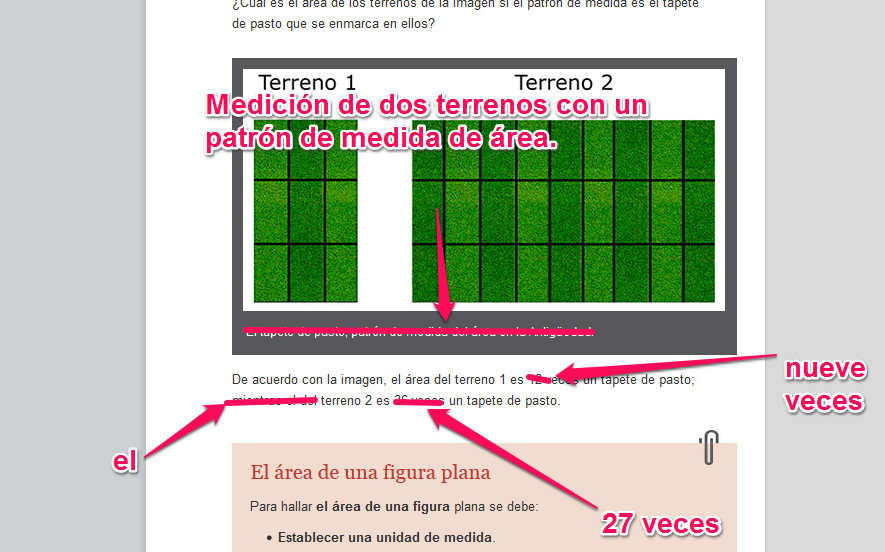 ¿Cuál es el área de los terrenos de la imagen si el patrón de medida es el tapete
de pasto que se enmarca en ellos?
Terreno 1
Terreno 2
Medición de dos terrenos con un
patrón de medida de área.
El tapete de pasto, patrón de medida del área en la Antigüedad.
De acuerdo con la imagen, el área del terreno 1 es 12 veces un tapete de pasto;
mientras el del terreno 2 es 36 veces un tapete de pasto.
nueve
veces
el
27 veces
El área de una figura plana
Para hallar el área de una figura plana se debe:
• Establecer una unidad de medida.